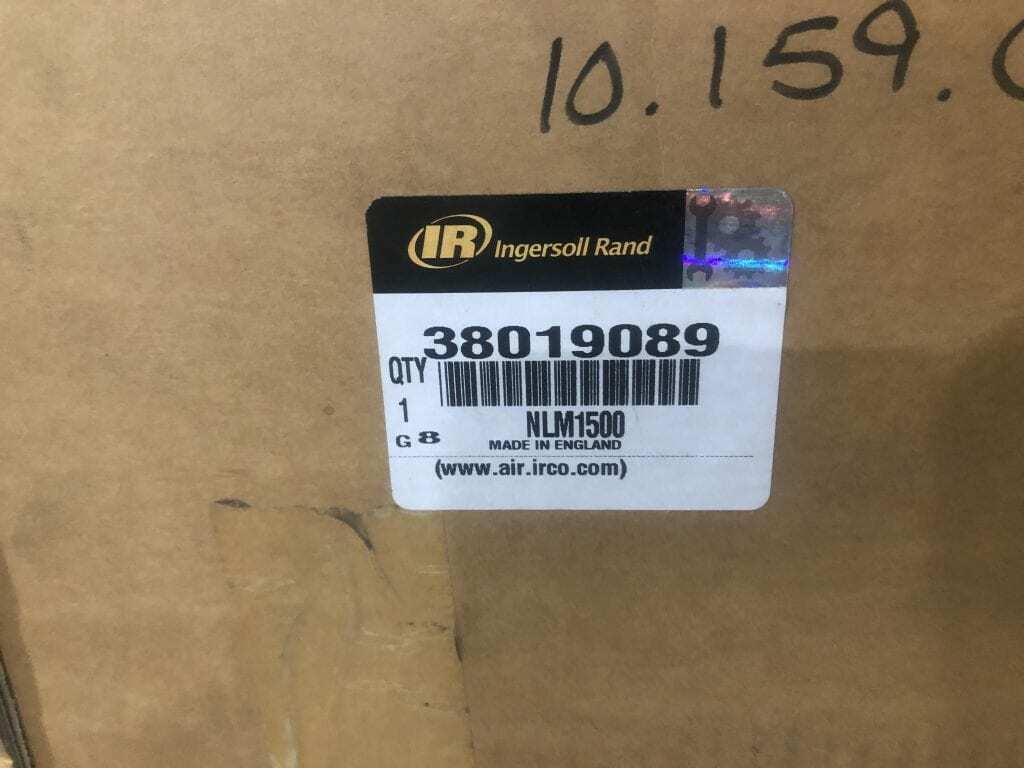 10.159.
IR Ingersoll Rand
38019089
QTY
1
NLM1500
G 8
MADE IN ENGLAND
(www.air.irco.com)